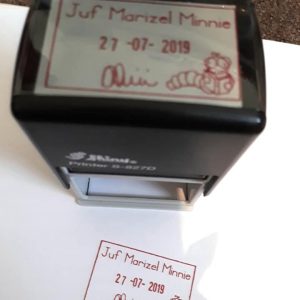 Juf Marizel Minnie
27 -07- 2019
Shiny
Printer S-827D
Juf Marizel Minnie
27 -07- 2019